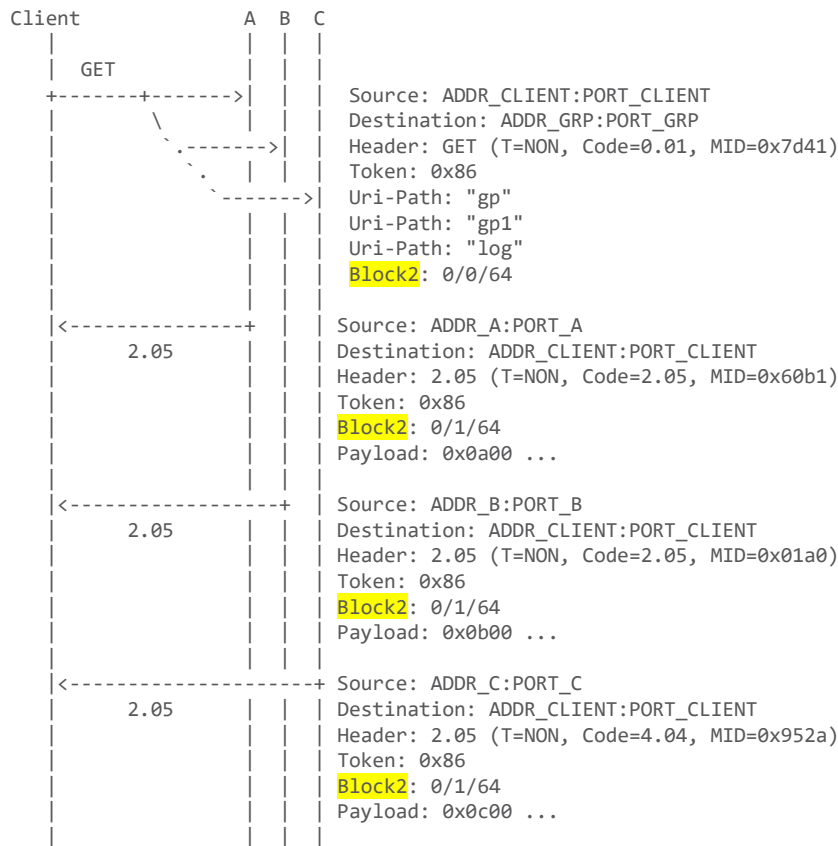 Client A B C
GET
Source: ADDR_CLIENT:PORT_CLIENT
Destination: ADDR_GRP:PORT_GRP
Header: GET (T=NON, Code=0.01, MID=0x7d41)
Token: 0x86
Uri-Path: "gp"
Uri-Path: "gp1"
Uri-Path: "log"
Block2: 0/0/64
Source: ADDR_A:PORT_A
2.05 Destination: ADDR_CLIENT:PORT_CLIENT
Header: 2.05 (T=NON, Code=2.05, MID=0x60b1)
Token: 0x86
Block2: 0/1/64
Payload: 0x0a00 ...
Source: ADDR_B:PORT_B
2.05 Destination: ADDR_CLIENT:PORT_CLIENT
Header: 2.05 (T=NON, Code=2.05, MID=0x01a0)
Token: 0x86
Block2: 0/1/64
Payload: 0x0b00 ...
Source: ADDR_C:PORT_C
2.05 Destination: ADDR_CLIENT:PORT_CLIENT
Header: 2.05 (T=NON, Code=4.04, MID=0x952a)
Token: 0x86
Block2: 0/1/64
Payload: 0x0c00 ...